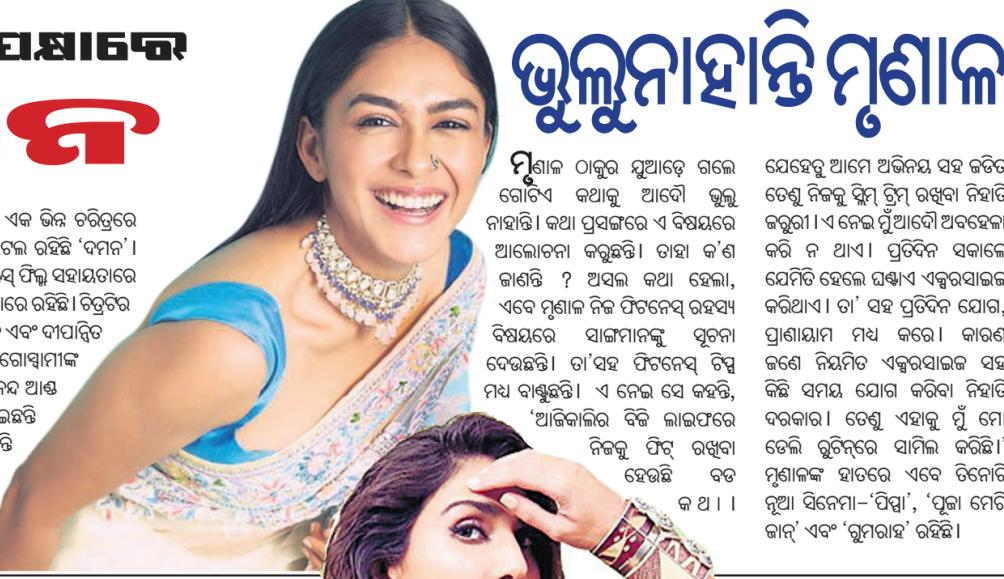 ପକ୍ଷାରେ
ନ
ଏକ ଭିନ୍ନ ଚରିତ୍ରରେ
ରହିଛି ‘ଦମନ’।
ଫିଲ୍ମ ସହାୟତାରେ
ରହିଛି। ଚିତ୍ରଟିର
ଏବଂ ଦୀପାନ୍ୱିତ
ଗୋସ୍ୱାମୀଙ୍କ
ଆଣ୍ଡ
ଭୁଲୁନାହାନ୍ତି ମୃଣାଳ
ମୃଣାଳ ଠାକୁର ଯୁଆଡ଼େ ଗଲେ
ଗୋଟିଏ କଥାକୁ ଆଦୌ ଭୁଲୁ
ନାହାନ୍ତି। କଥା ପ୍ରସଙ୍ଗରେ ଏ ବିଷୟରେ
ଆଲୋଚନା କରୁଛନ୍ତି। ତାହା କ’ଣ
ଜାଣନ୍ତି ? ଅସଲ କଥା ହେଲା,
ଏବେ ମୃଣାଳ ନିଜ ଫିଟନେସ୍ ରହସ୍ୟ
ବିଷୟରେ ସାଙ୍ଗମାନଙ୍କୁ ସୂଚନା
ଦେଉଛନ୍ତି। ତା’ସହ ଫିଟନେସ୍ ଟିପ୍ସ
ମଧ୍ୟ ବାଣ୍ଟୁଛନ୍ତି। ଏ ନେଇ ସେ କହନ୍ତି,
‘ଆଜିକାଲିର ବିଜି ଲାଇଫରେ
ନିଜକୁ ଫିଟ୍ ରଖିବା
ହେଉଛି ବଡ
କଥା।
ଯେହେତୁ ଆମେ ଅଭିନୟ ସହ ଜଡିତ
ତେଣୁ ନିଜକୁ ସ୍ଲିମ୍ ଟ୍ରିମ୍ ରଖିବା ନିହାତି
ଜରୁରୀ। ଏ ନେଇ ମୁଁ ଆଦୌ ଅବହେଳା
କରି ନ ଥାଏ। ପ୍ରତିଦିନ ସକାଳେ
ଯେମିତି ହେଲେ ଘଣ୍ଟାଏ ଏକ୍ସରସାଇଜ
କରିଥାଏ। ତା’ ସହ ପ୍ରତିଦିନ ଯୋଗ,
ପ୍ରାଣାୟାମ ମଧ୍ୟ କରେ। କାରଣ
ଜଣେ ନିୟମିତ ଏକ୍ସରସାଇଜ ସହ
କିଛି ସମୟ ଯୋଗ କରିବା ନିହାତି
ଦରକାର। ତେଣୁ ଏହାକୁ ମୁଁ ମୋ
ଡେଲି ରୁଟିନ୍‌ରେ ସାମିଲ କରିଛି।’
ମୃଣାଳଙ୍କ ହାତରେ ଏବେ ତିନୋଟି
ନୂଆ ସିନେମା–‘ପିପ୍ପା’, ‘ପୂଜା ମେରି
ଜାନ୍’ ଏବଂ ‘ଗୁମରାହ’ ରହିଛି।